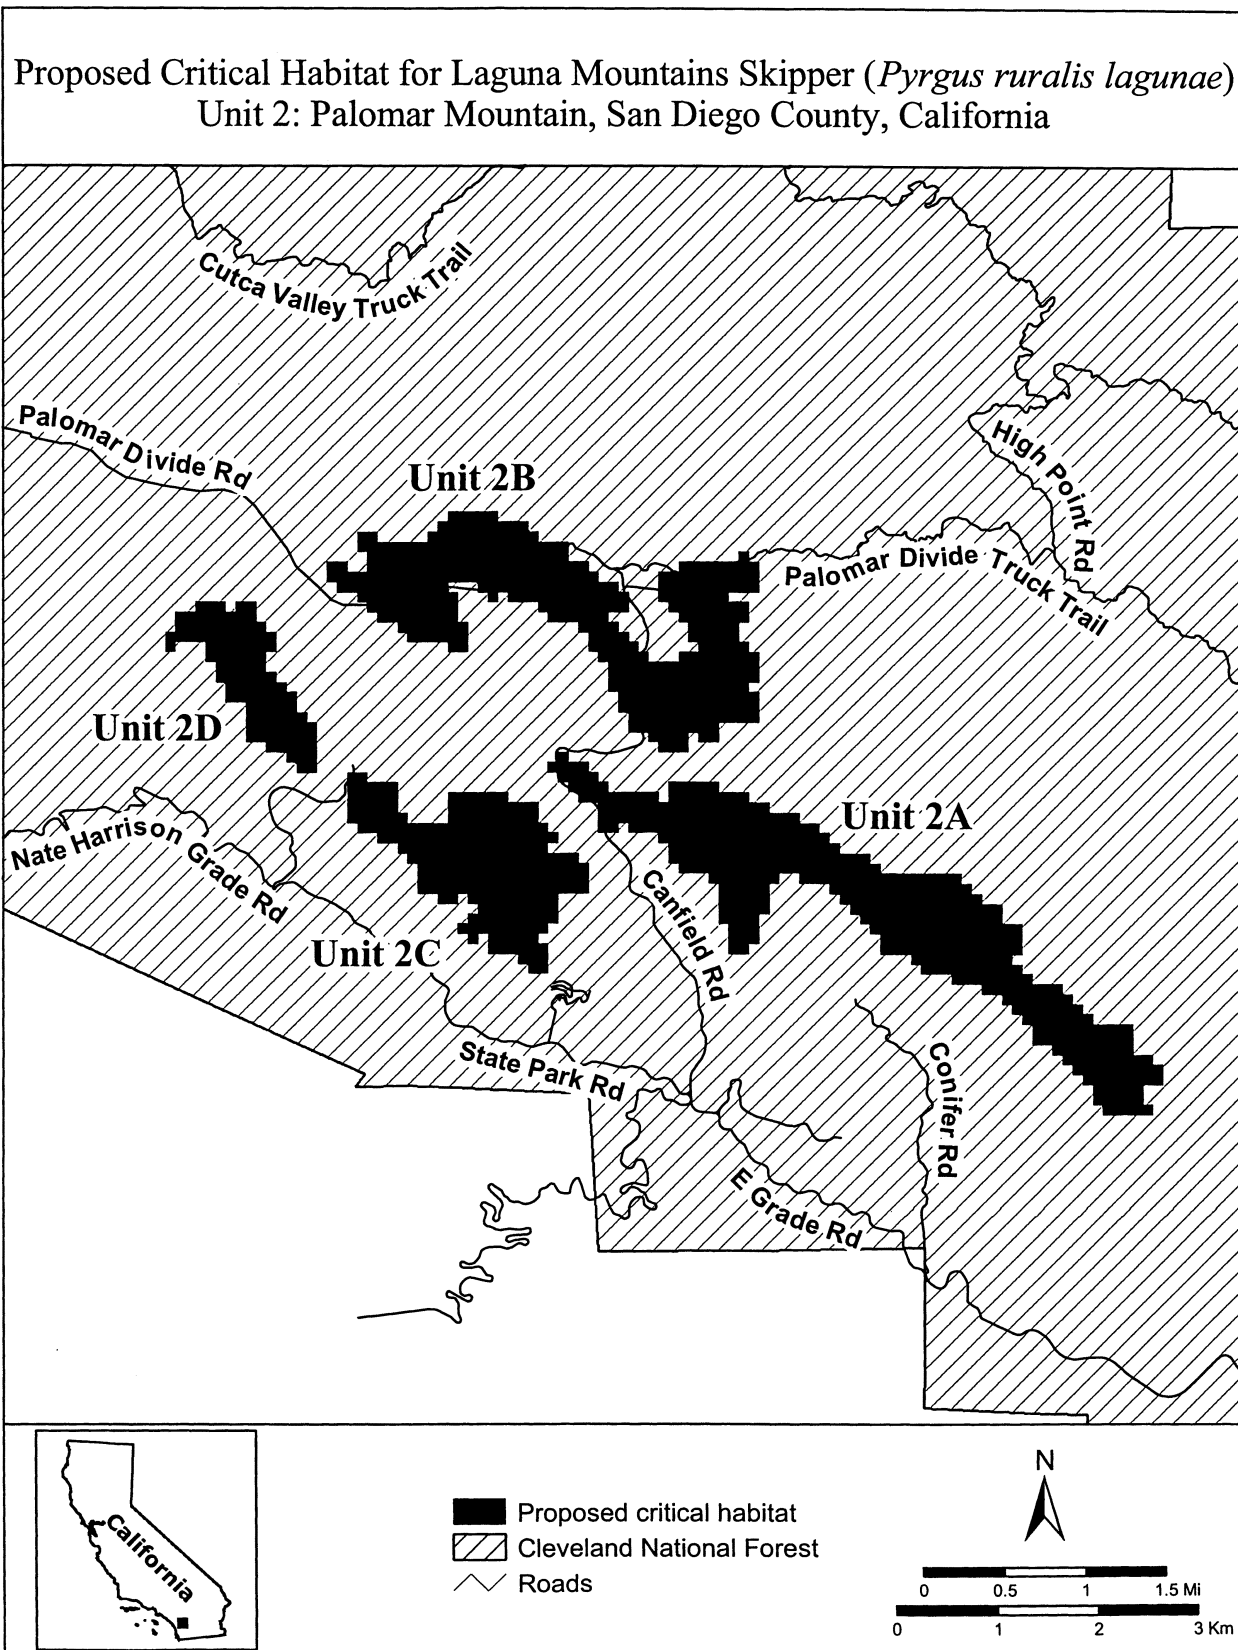 Proposed Critical Habitat for Laguna Mountains Skipper (Pyrgus ruralis lagunae)
Unit 2: Palomar Mountain, San Diego County, California
Cutca Valley Truck Trail
Palomar Divide Rd
High Point Rd
Unit 2B
Palomar Divide Truck Trail
Unit 2D
Unit 2A
Nate Harrison Grade Rd
Canfield Rd
Unit 2C
State Park Rd
Conifer Rd
E Grade Rd
California
Proposed critical habitat
Cleveland National Forest
Roads
N
0 0.5 1 1.5 Mi
0 1 2 3 Km